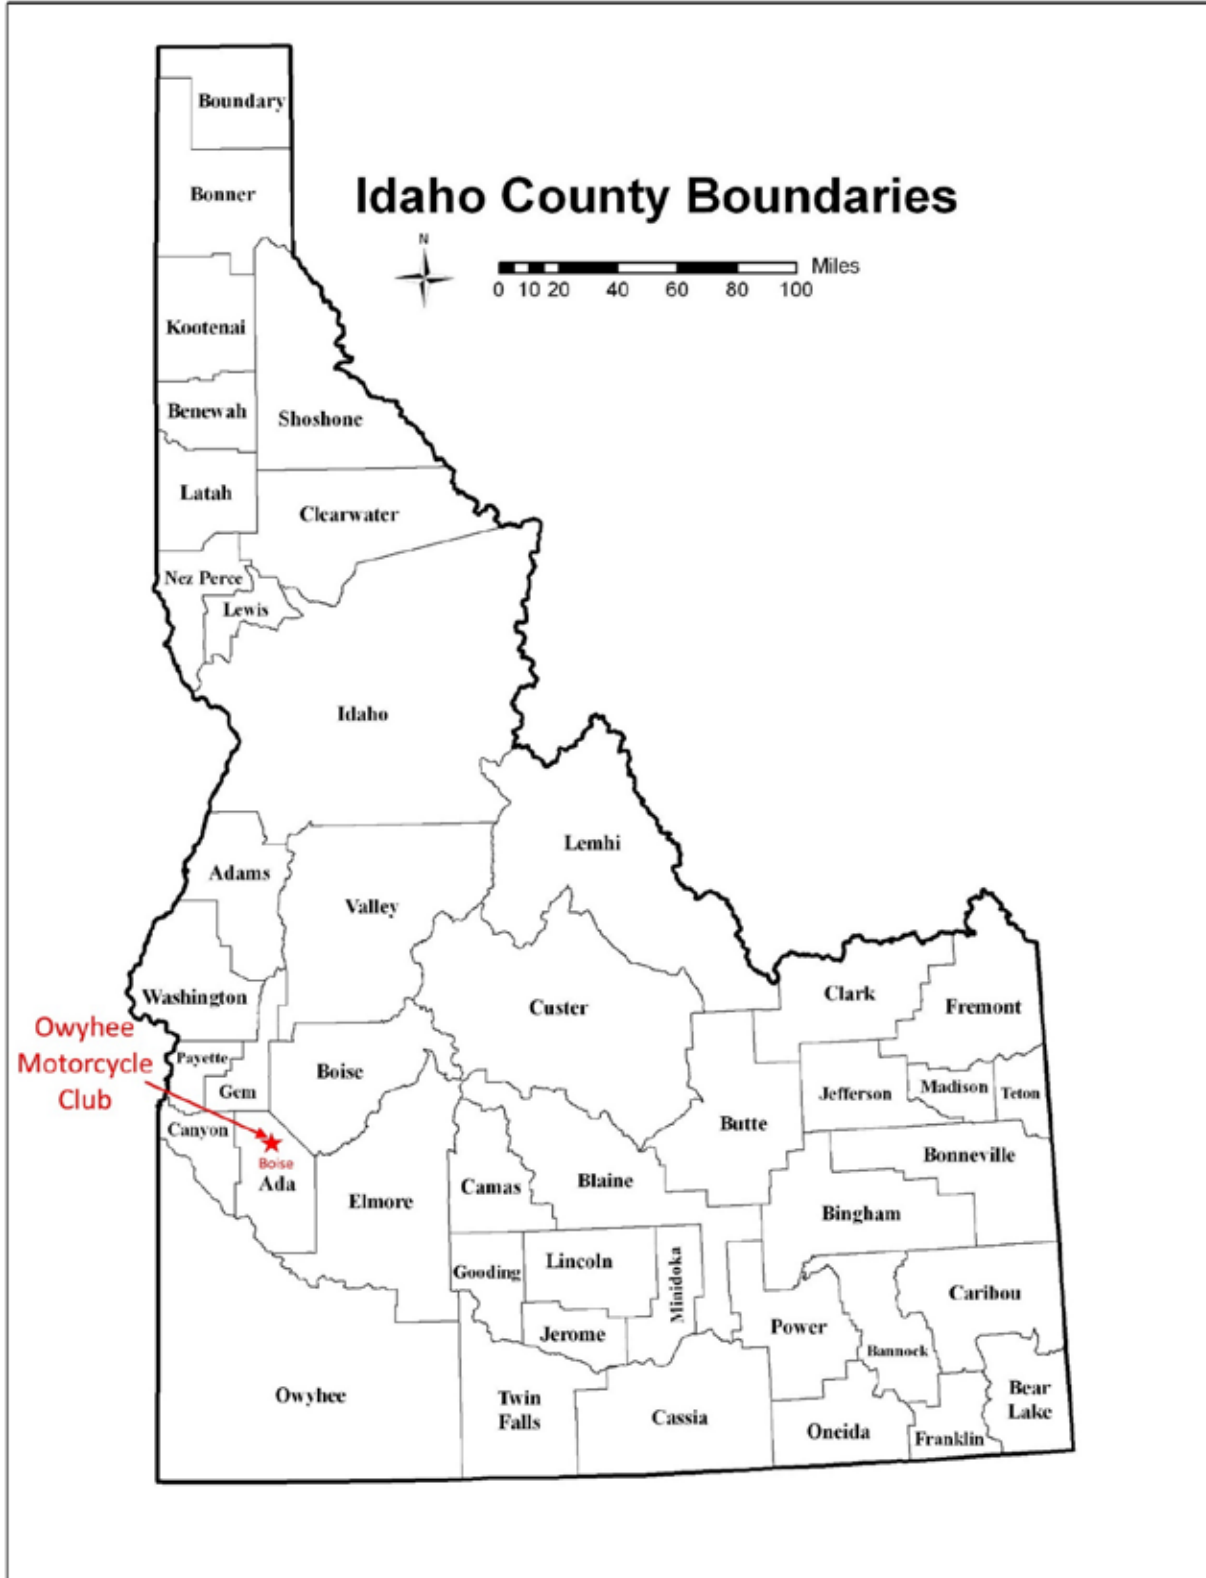 Boundary
Bonner
Idaho County Boundaries
N
Miles
0 10 20 40 60 80 100
Kootenai
Benewah
Shoshone
Latah
Clearwater
Nez Perce
Lewis
Idaho
Lemhi
Adams
Valley
Washington
Custer
Clark
Fremont
Owyhee
Motorcycle
Club
Payette
Gem
Boise
Jefferson
Madison
Teton
Canyon
Butte
Boise
Ada
Bonneville
Elmore
Camas
Blaine
Bingham
Gooding
Lincoln
Minidoka
Caribou
Jerome
Power
Bannock
Owyhee
Twin
Falls
Cassia
Oneida
Franklin
Bear
Lake